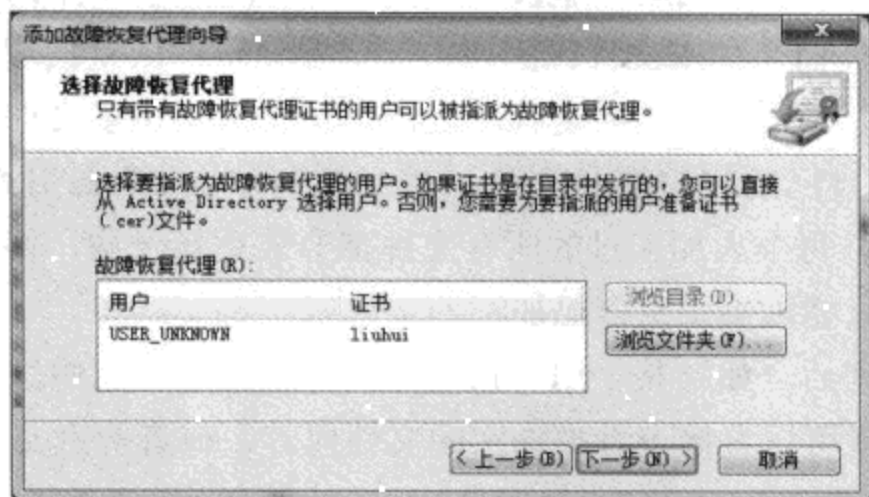 添加故障恢复代理向导
选择故障恢复代理
只有带有故障恢复代理证书的用户可以被指派为故障恢复代理。
选择要指派为故障恢复代理的用户。如果证书是在目录中发行的,您可以直接
从 Active Directory 选择用户。否则,您需要为要指派的用户准备证书
(.cer)文件。
故障恢复代理(R):
用户 证书
浏览目录(D)...
USER_UNKNOWN liuhui
浏览文件夹(F)...
<上一步(B) 下一步(N)> 取消